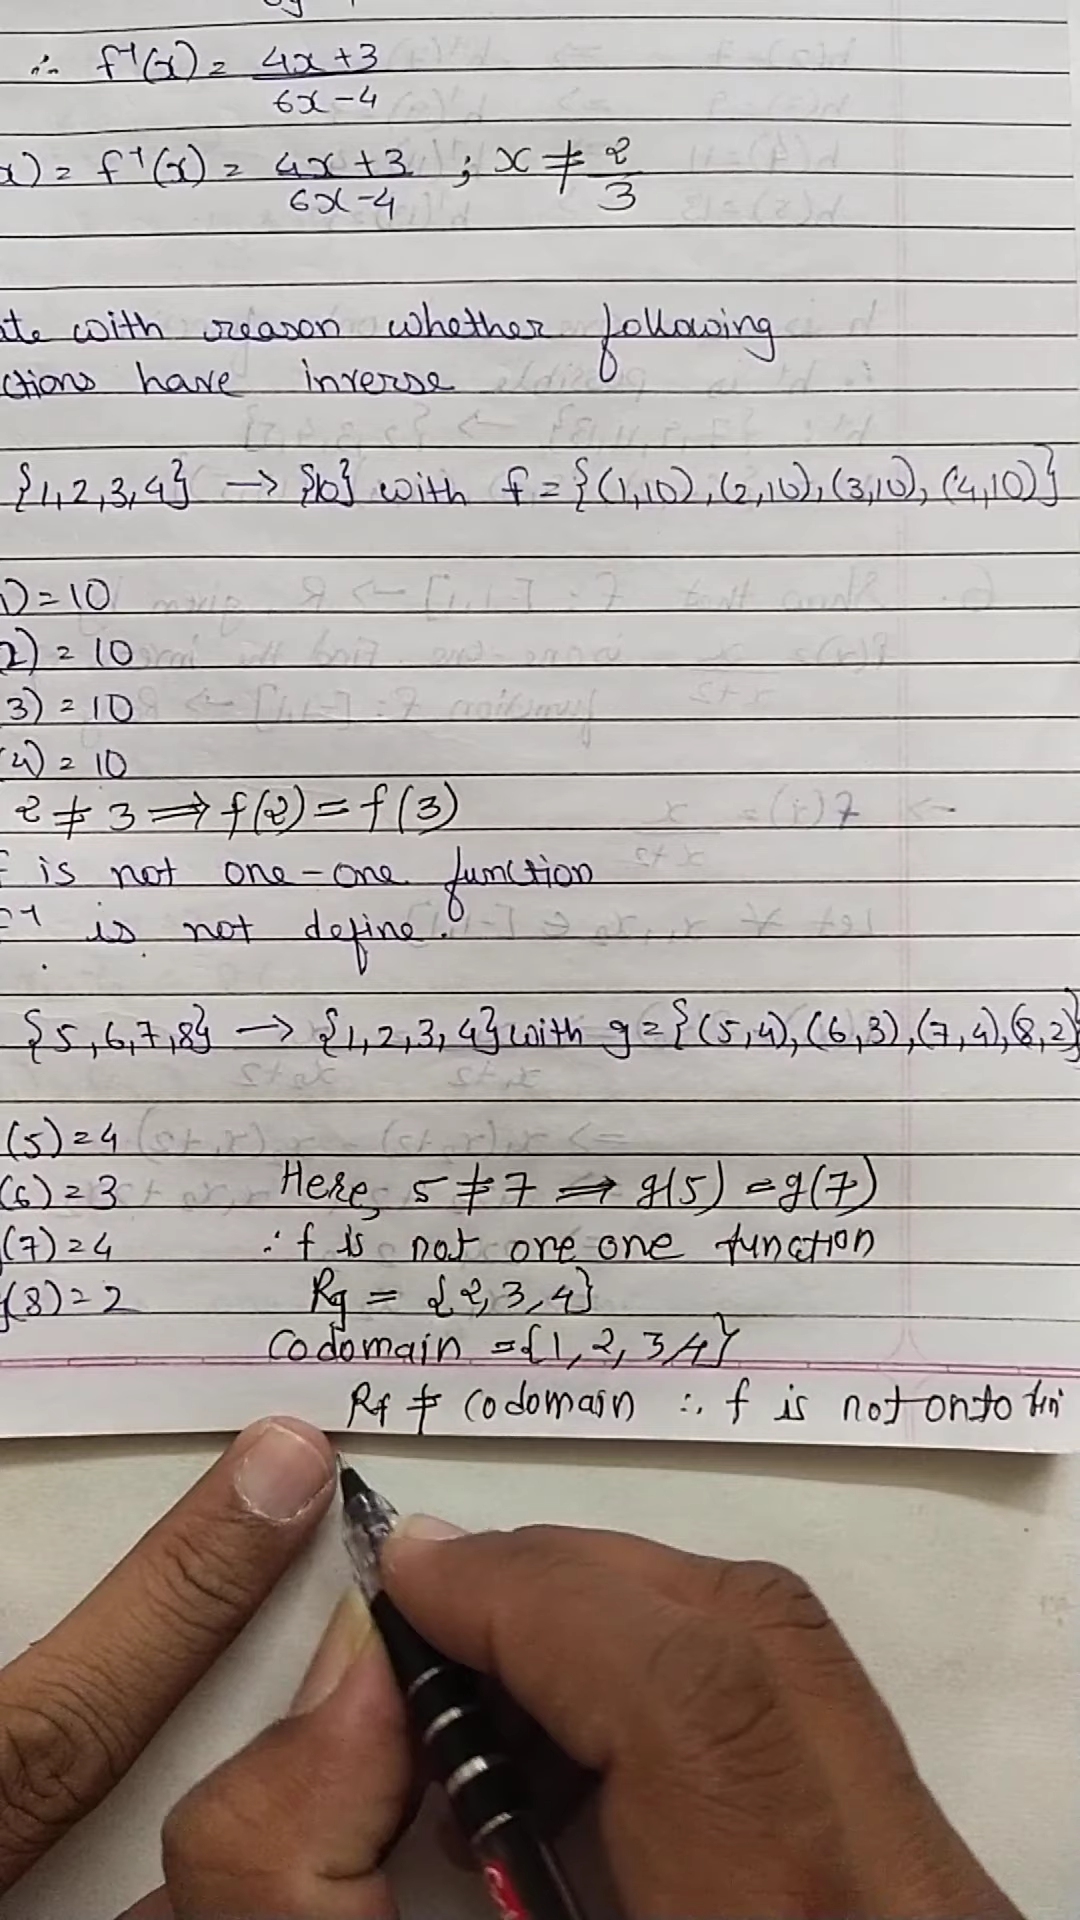 ∴ f⁻¹(x) = 4x+3 / 6x-4
x) = f⁻¹(x) = 4x+3 / 6x-4 ; x ≠ 2/3
ate with reason whether following
ctions have inverse
{1,2,3,4} → {10} with f = {(1,10),(2,10),(3,10),(4,10)}
1) = 10
2) = 10
3) = 10
(4) = 10
2 ≠ 3 ⟹ f(2) = f(3)
f is not one-one function
f⁻¹ is not define.
{5,6,7,8} → {1,2,3,4} with g = {(5,4),(6,3),(7,4),(8,2)}
(5) = 4
(6) = 3 Here, 5 ≠ 7 ⟹ g(5) = g(7)
(7) = 4 ∴ f is not one one function
(8) = 2 Rg = {2,3,4}
Codomain = {1,2,3,4}
Rf ≠ Codomain ∴ f is not onto